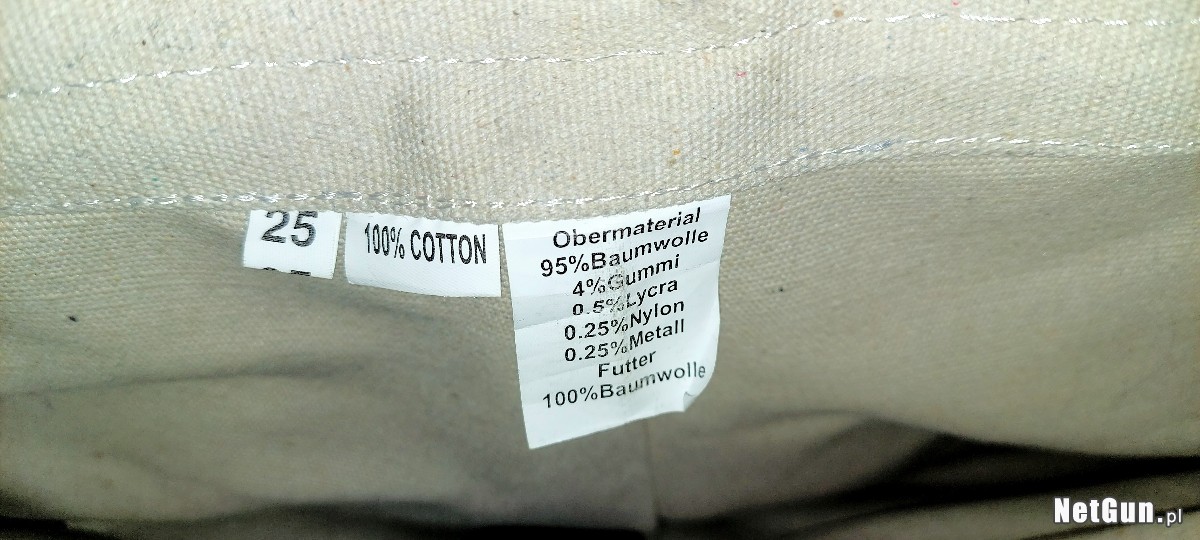 25
100% COTTON
Obermaterial
95%Baumwolle
4%Gummi
0.5%Lycra
0.25%Nylon
0.25%Metall
Futter
100%Baumwolle
NetGun.pl